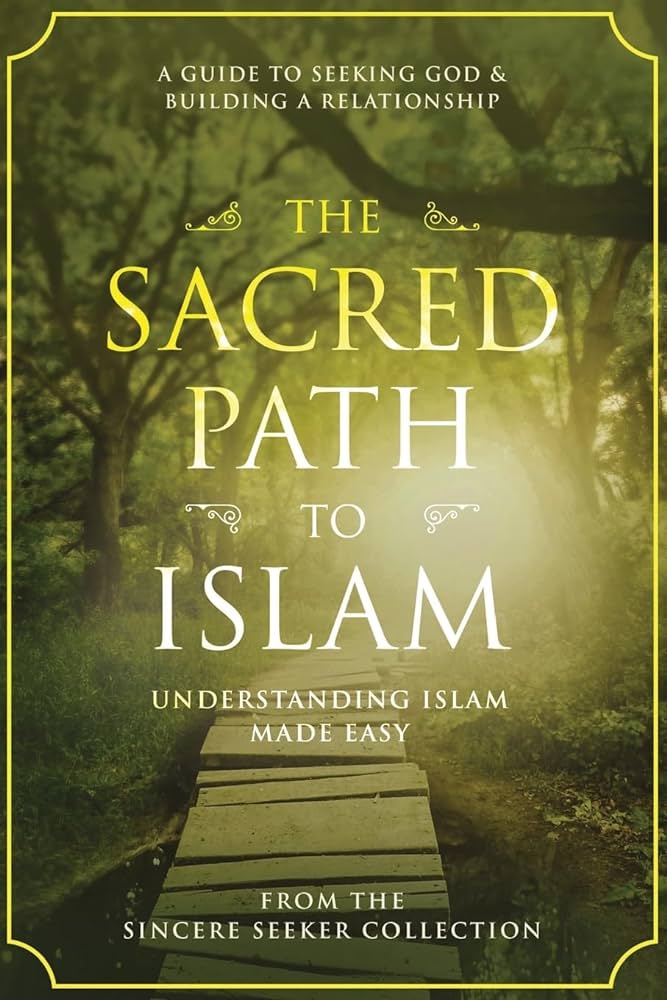 A GUIDE TO SEEKING GOD &
BUILDING A RELATIONSHIP
THE
SACRED
PATH
TO
ISLAM
UNDERSTANDING ISLAM
MADE EASY
FROM THE
SINCERE SEEKER COLLECTION